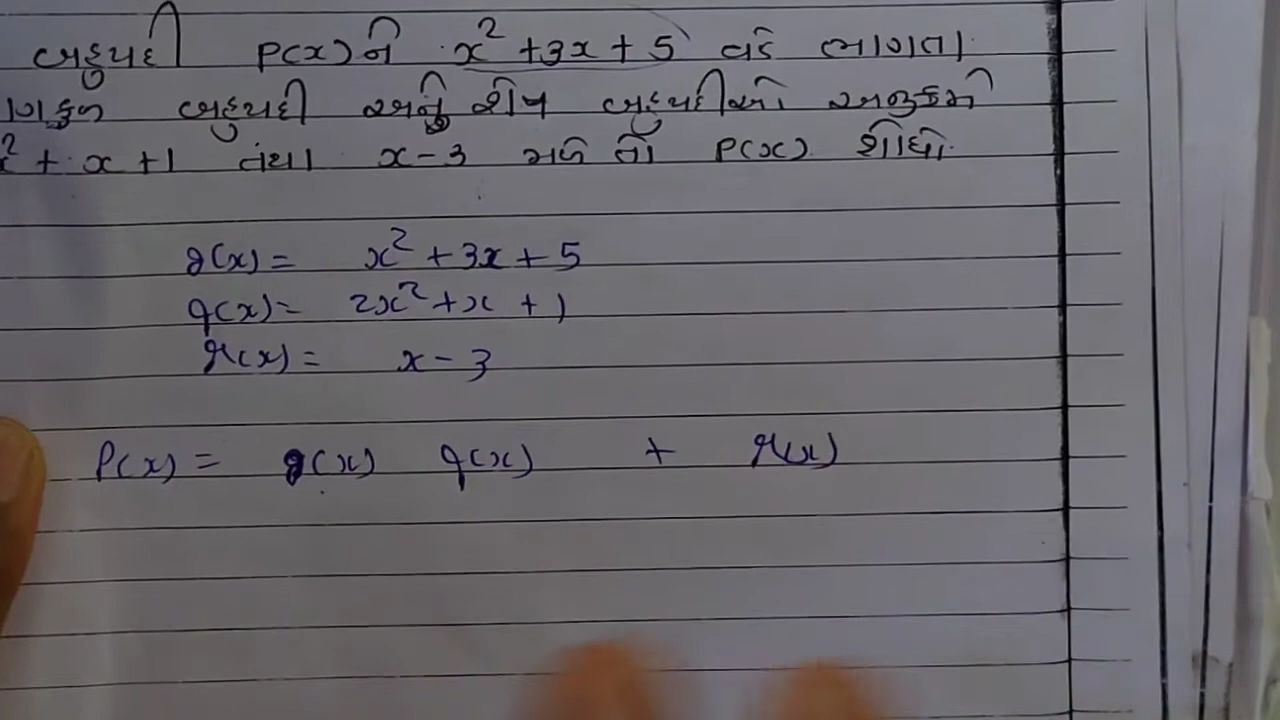 બહુપદી P(x)ને x² + 3x + 5 વડે ભાગતા
ભાગફળ બહુપદી અને શેષ બહુપદીઓ અનુક્રમે
x² + x + 1 તથા x - 3 મળે તો P(x) શોધો.
g(x) = x² + 3x + 5
q(x) = 2x² + x + 1
r(x) = x - 3
P(x) = g(x) q(x) + r(x)